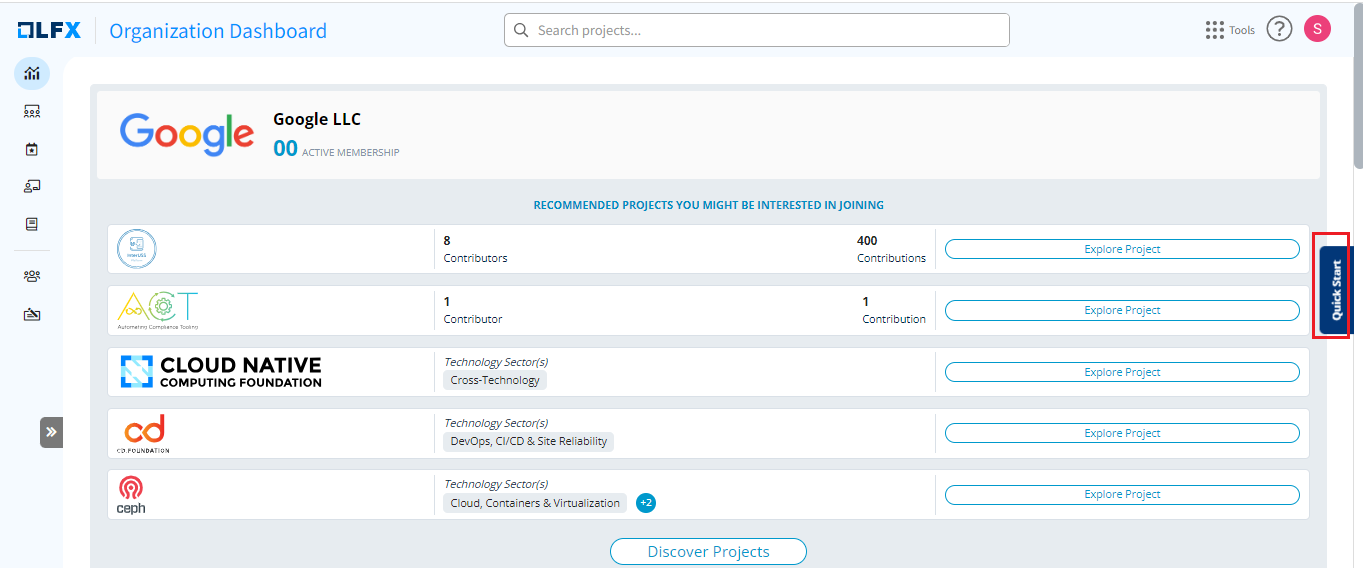 LFX
Organization Dashboard
Search projects...
Tools
?
S
Google
Google LLC
00 ACTIVE MEMBERSHIP
RECOMMENDED PROJECTS YOU MIGHT BE INTERESTED IN JOINING
InterUSS
8
Contributors
400
Contributions
Explore Project
ACT
Automating Compliance Tooling
1
Contributor
1
Contribution
Explore Project
CLOUD NATIVE
COMPUTING FOUNDATION
Technology Sector(s)
Cross-Technology
Explore Project
cd
CD.FOUNDATION
Technology Sector(s)
DevOps, CI/CD & Site Reliability
Explore Project
ceph
Technology Sector(s)
Cloud, Containers & Virtualization +2
Explore Project
Discover Projects
Quick Start